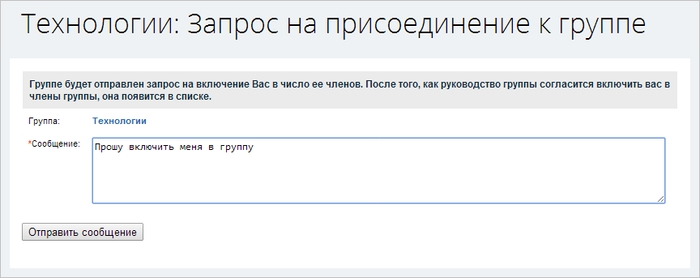 Технологии: Запрос на присоединение к группе
Группе будет отправлен запрос на включение Вас в число ее членов. После того, как руководство группы согласится включить вас в
члены группы, она появится в списке.
Группа: Технологии
*Сообщение: Прошу включить меня в группу
Отправить сообщение